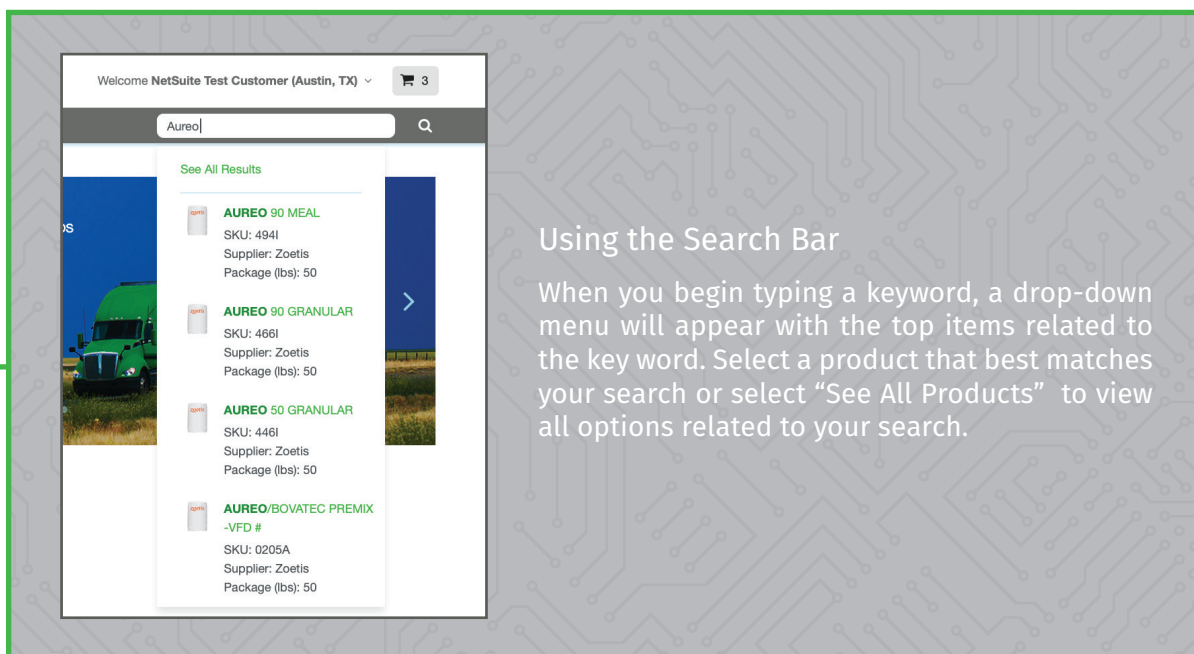 Welcome NetSuite Test Customer (Austin, TX)
3
Aureo
See All Results
AUREO 90 MEAL
SKU: 494I
Supplier: Zoetis
Package (lbs): 50
AUREO 90 GRANULAR
SKU: 466I
Supplier: Zoetis
Package (lbs): 50
AUREO 50 GRANULAR
SKU: 446I
Supplier: Zoetis
Package (lbs): 50
AUREO/BOVATEC PREMIX
-VFD #
SKU: 0205A
Supplier: Zoetis
Package (lbs): 50
Using the Search Bar
When you begin typing a keyword, a drop-down
menu will appear with the top items related to
the key word. Select a product that best matches
your search or select “See All Products” to view
all options related to your search.